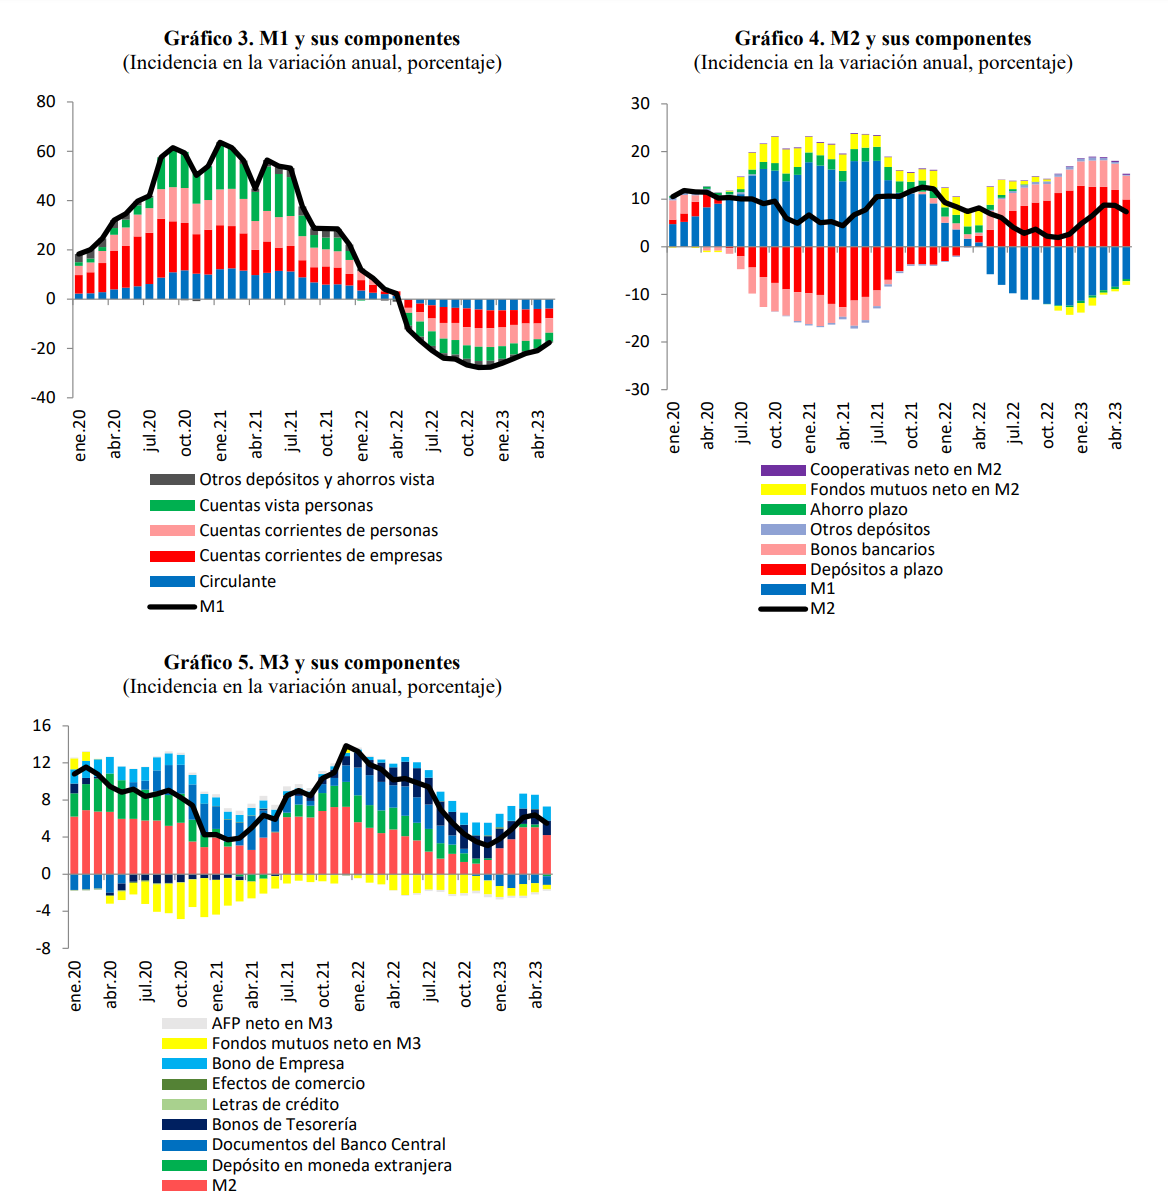 Gráfico 3. M1 y sus componentes
(Incidencia en la variación anual, porcentaje)
80
60
40
20
0
-20
-40
ene.20
abr.20
jul.20
oct.20
ene.21
abr.21
jul.21
oct.21
ene.22
abr.22
jul.22
oct.22
ene.23
abr.23
Otros depósitos y ahorros vista
Cuentas vista personas
Cuentas corrientes de personas
Cuentas corrientes de empresas
Circulante
M1
Gráfico 4. M2 y sus componentes
(Incidencia en la variación anual, porcentaje)
30
20
10
0
-10
-20
-30
ene.20
abr.20
jul.20
oct.20
ene.21
abr.21
jul.21
oct.21
ene.22
abr.22
jul.22
oct.22
ene.23
abr.23
Cooperativas neto en M2
Fondos mutuos neto en M2
Ahorro plazo
Otros depósitos
Bonos bancarios
Depósitos a plazo
M1
M2
Gráfico 5. M3 y sus componentes
(Incidencia en la variación anual, porcentaje)
16
12
8
4
0
-4
-8
ene.20
abr.20
jul.20
oct.20
ene.21
abr.21
jul.21
oct.21
ene.22
abr.22
jul.22
oct.22
ene.23
abr.23
AFP neto en M3
Fondos mutuos neto en M3
Bono de Empresa
Efectos de comercio
Letras de crédito
Bonos de Tesorería
Documentos del Banco Central
Depósito en moneda extranjera
M2